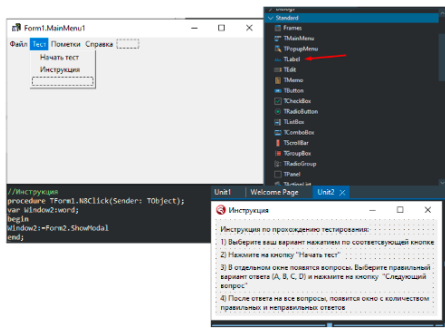 Dialogs
Standard
Frames
TMainMenu
TPopupMenu
TLabel
TEdit
TMemo
TButton
TCheckBox
TRadioButton
TListBox
TComboBox
TScrollBar
TGroupBox
TRadioGroup
TPanel
TActionList
Form1.MainMenu1
Файл Тест Пометки Справка
Начать тест
Инструкция
//Инструкция
procedure TForm1.N8Click(Sender: TObject);
var Window2:word;
begin
Window2:=Form2.ShowModal
end;
Unit1 Welcome Page Unit2
Инструкция
Инструкция по прохождению тестирования:
1) Выберите ваш вариант нажатием по соответсвующей кнопке
2) Нажмите на кнопку "Начать тест"
3) В отдельном окне появятся вопросы. Выберите правильный
вариант ответа (A, B, C, D) и нажмите на кнопку "Следующий
вопрос"
4) После ответа на все вопросы, появится окно с количеством
правильных и неправильных ответов